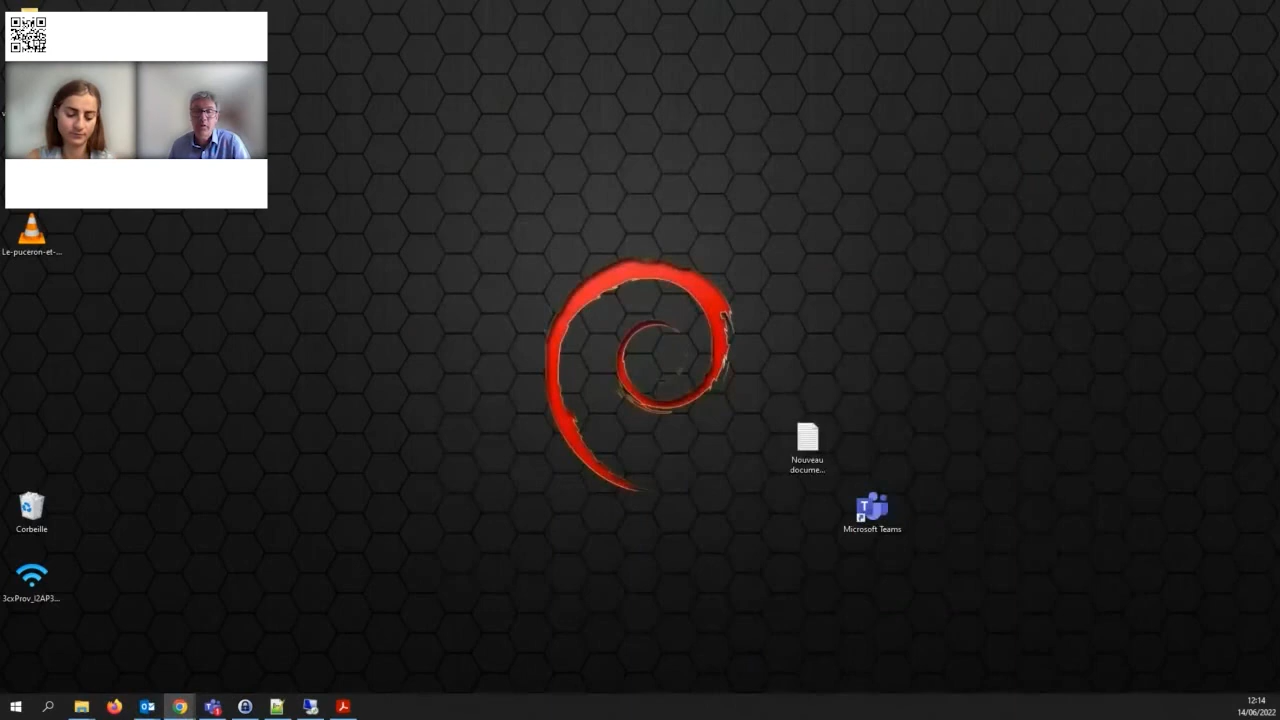 Le-puceron-et-...
Nouveau
docume...
Corbeille
Microsoft Teams
3cxProv_I2AP3...
12:14
14/06/2022